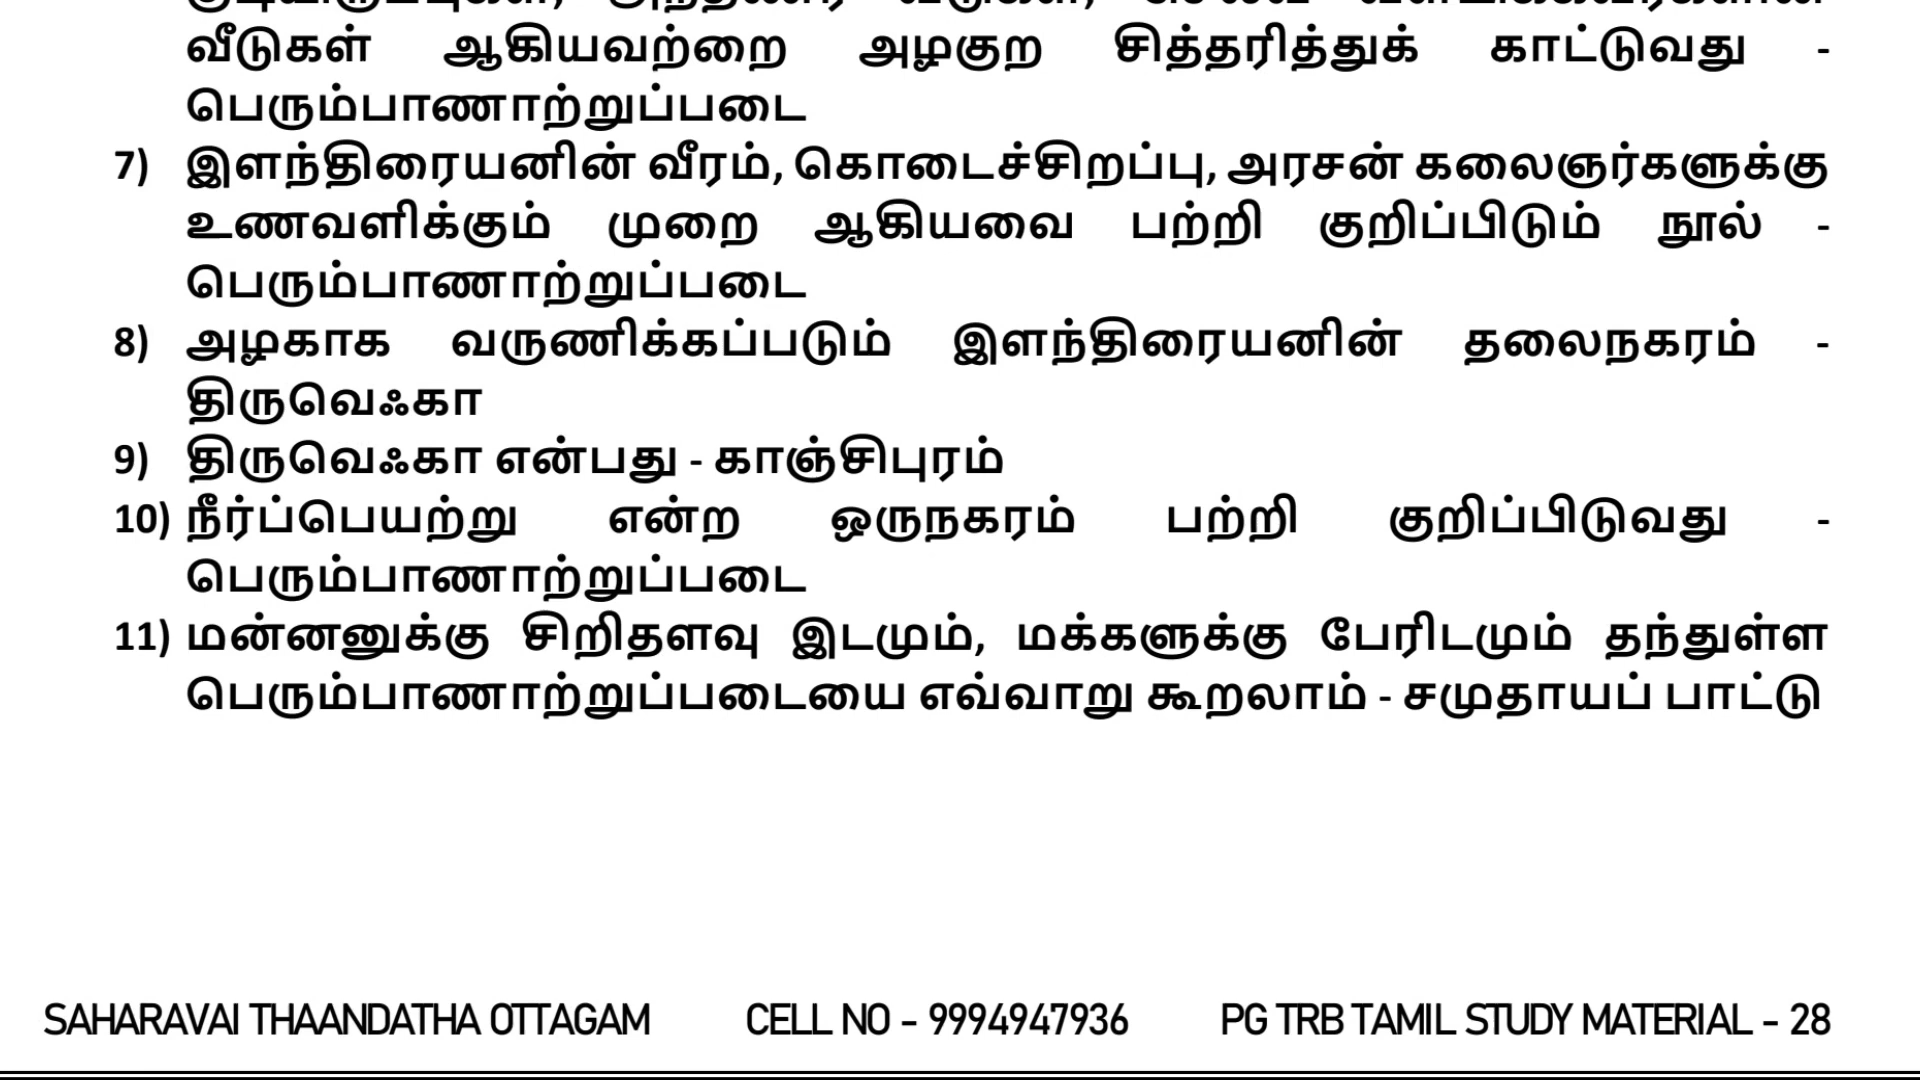 வீடுகள் ஆகியவற்றை அழகுற சித்தரித்துக் காட்டுவது -
பெரும்பாணாற்றுப்படை
7) இளந்திரையனின் வீரம், கொடைச்சிறப்பு, அரசன் கலைஞர்களுக்கு
உணவளிக்கும் முறை ஆகியவை பற்றி குறிப்பிடும் நூல் -
பெரும்பாணாற்றுப்படை
8) அழகாக வருணிக்கப்படும் இளந்திரையனின் தலைநகரம் -
திருவெஃகா
9) திருவெஃகா என்பது - காஞ்சிபுரம்
10) நீர்ப்பெயற்று என்ற ஒருநகரம் பற்றி குறிப்பிடுவது -
பெரும்பாணாற்றுப்படை
11) மன்னனுக்கு சிறிதளவு இடமும், மக்களுக்கு பேரிடமும் தந்துள்ள
பெரும்பாணாற்றுப்படையை எவ்வாறு கூறலாம் - சமுதாயப் பாட்டு
SAHARAVAI THAANDATHA OTTAGAM CELL NO - 9994947936 PG TRB TAMIL STUDY MATERIAL - 28